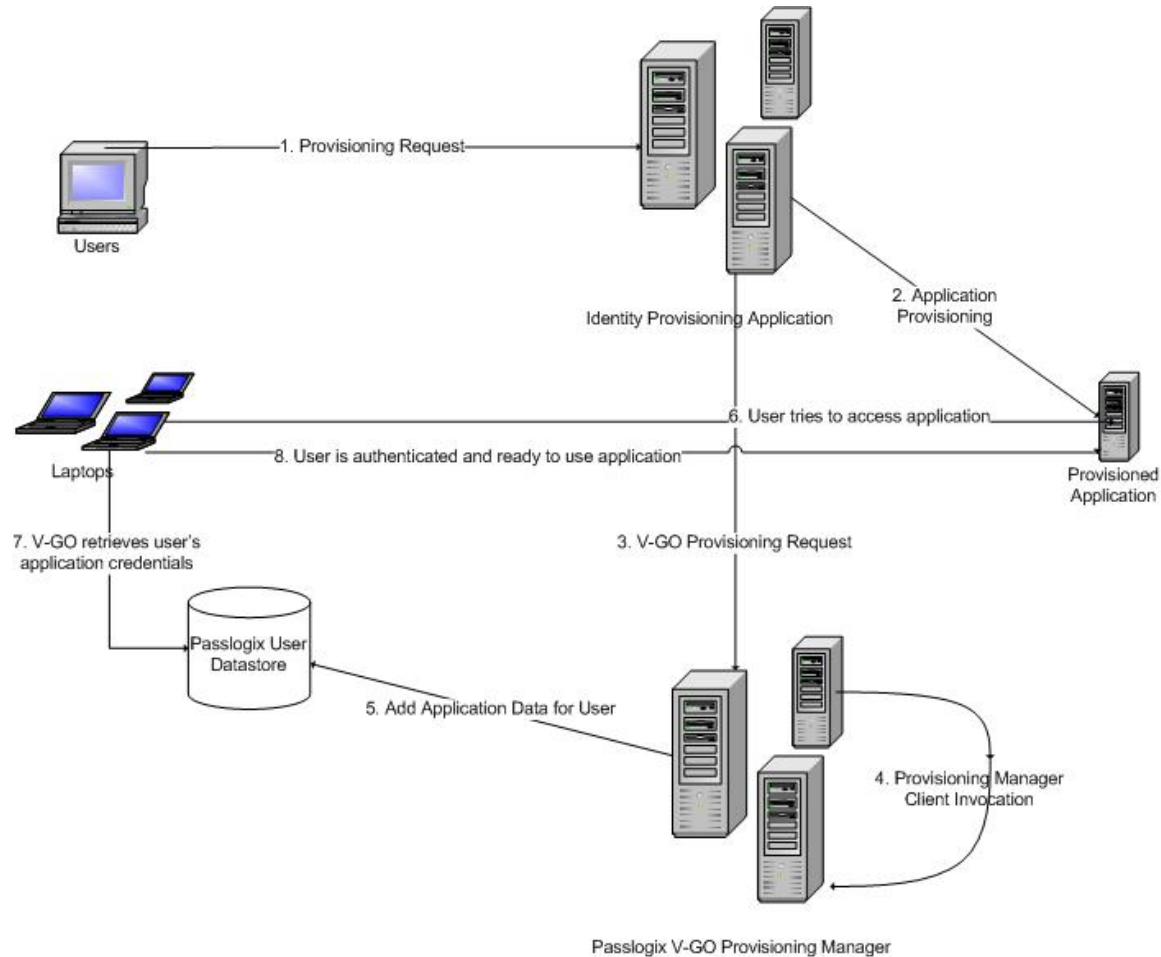 1. Provisioning Request
Users
2. Application
Provisioning
Identity Provisioning Application
6. User tries to access application
8. User is authenticated and ready to use application
Laptops
Provisioned
Application
7. V-GO retrieves user's
application credentials
3. V-GO Provisioning Request
Passlogix User
Datastore
5. Add Application Data for User
4. Provisioning Manager
Client Invocation
Passlogix V-GO Provisioning Manager